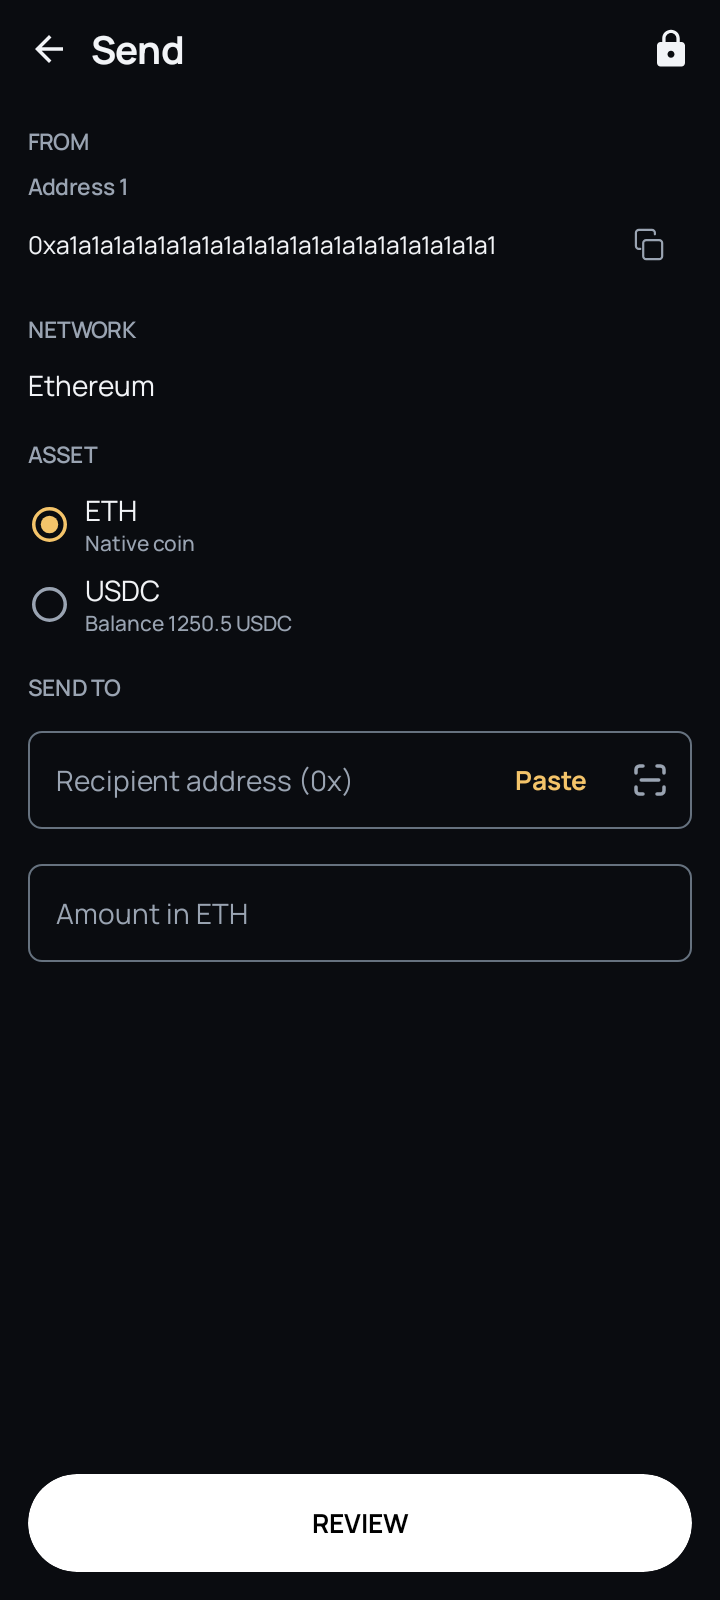 Send
FROM
Address 1
0xa1a1a1a1a1a1a1a1a1a1a1a1a1a1a1a1a1a1a1a1
NETWORK
Ethereum
ASSET
ETH
Native coin
USDC
Balance 1250.5 USDC
SEND TO
Recipient address (0x) Paste
Amount in ETH
REVIEW